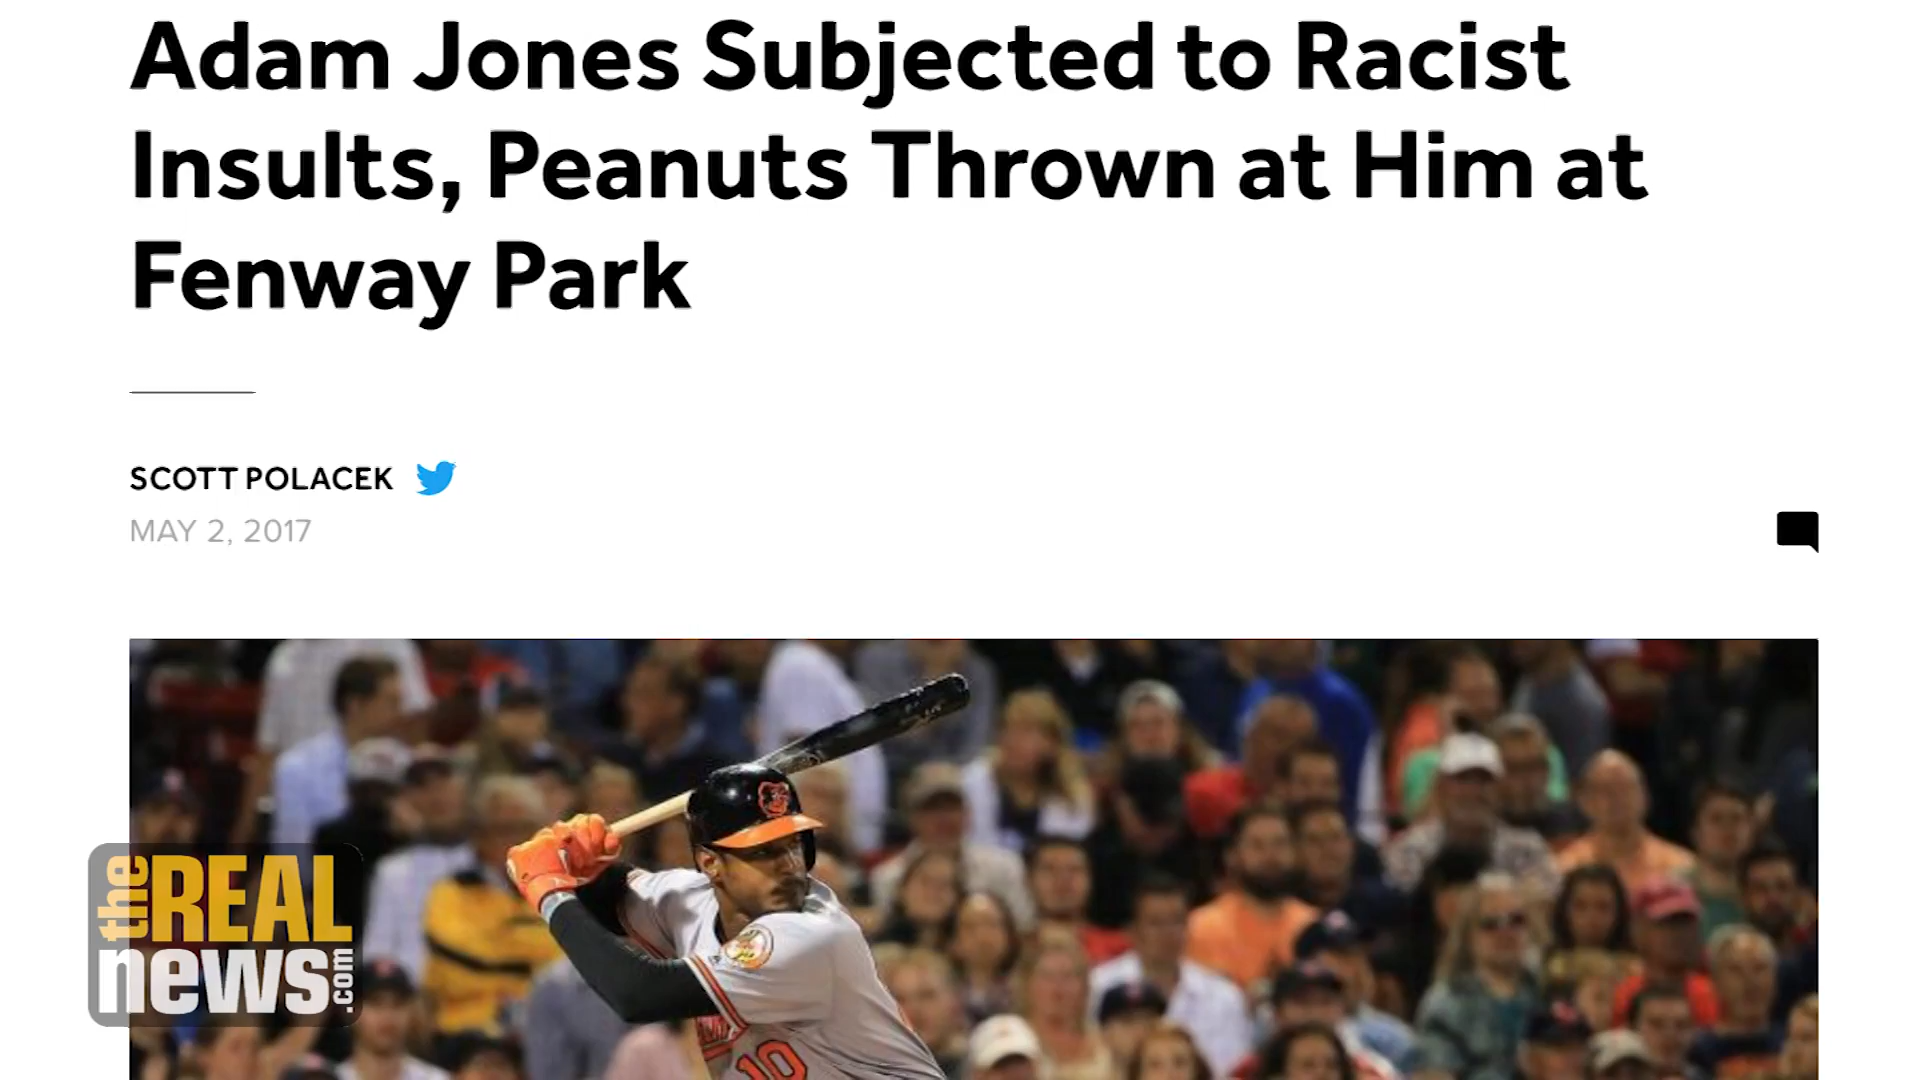 Adam Jones Subjected to Racist
Insults, Peanuts Thrown at Him at
Fenway Park
SCOTT POLACEK
MAY 2, 2017
the REAL
news.com
10